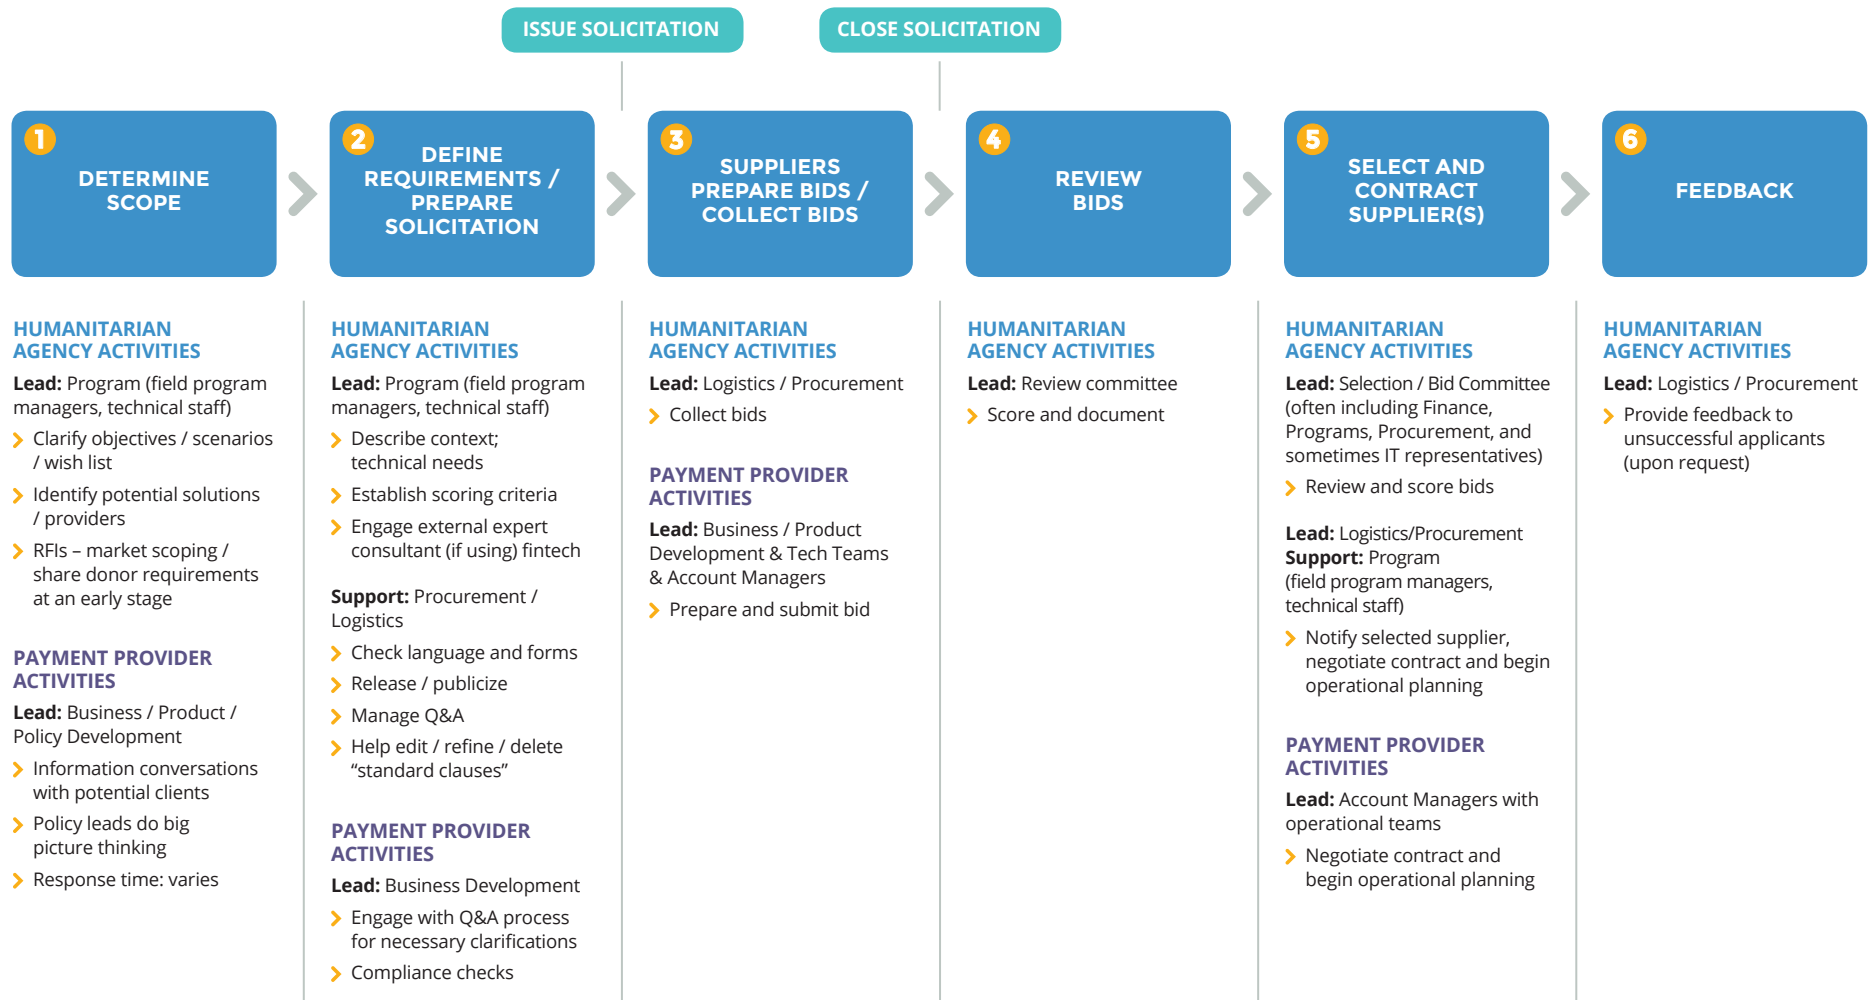 ISSUE SOLICITATION
CLOSE SOLICITATION
1
DETERMINE
SCOPE
2
DEFINE
REQUIREMENTS /
PREPARE
SOLICITATION
3
SUPPLIERS
PREPARE BIDS /
COLLECT BIDS
4
REVIEW
BIDS
5
SELECT AND
CONTRACT
SUPPLIER(S)
6
FEEDBACK
HUMANITARIAN
AGENCY ACTIVITIES
Lead: Program (field program
managers, technical staff)
Clarify objectives / scenarios
/ wish list
Identify potential solutions
/ providers
RFIs – market scoping /
share donor requirements
at an early stage
PAYMENT PROVIDER
ACTIVITIES
Lead: Business / Product /
Policy Development
Information conversations
with potential clients
Policy leads do big
picture thinking
Response time: varies
HUMANITARIAN
AGENCY ACTIVITIES
Lead: Program (field program
managers, technical staff)
Describe context;
technical needs
Establish scoring criteria
Engage external expert
consultant (if using) fintech
Support: Procurement /
Logistics
Check language and forms
Release / publicize
Manage Q&A
Help edit / refine / delete
“standard clauses”
PAYMENT PROVIDER
ACTIVITIES
Lead: Business Development
Engage with Q&A process
for necessary clarifications
Compliance checks
HUMANITARIAN
AGENCY ACTIVITIES
Lead: Logistics / Procurement
Collect bids
PAYMENT PROVIDER
ACTIVITIES
Lead: Business / Product
Development & Tech Teams
& Account Managers
Prepare and submit bid
HUMANITARIAN
AGENCY ACTIVITIES
Lead: Review committee
Score and document
HUMANITARIAN
AGENCY ACTIVITIES
Lead: Selection / Bid Committee
(often including Finance,
Programs, Procurement, and
sometimes IT representatives)
Review and score bids
Lead: Logistics/Procurement
Support: Program
(field program managers,
technical staff)
Notify selected supplier,
negotiate contract and begin
operational planning
PAYMENT PROVIDER
ACTIVITIES
Lead: Account Managers with
operational teams
Negotiate contract and
begin operational planning
HUMANITARIAN
AGENCY ACTIVITIES
Lead: Logistics / Procurement
Provide feedback to
unsuccessful applicants
(upon request)